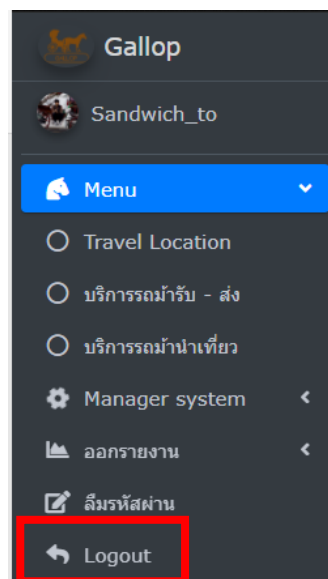 Gallop
Sandwich_to
Menu
Travel Location
บริการรถม้ารับ - ส่ง
บริการรถม้านำเที่ยว
Manager system
ออกรายงาน
ลืมรหัสผ่าน
Logout